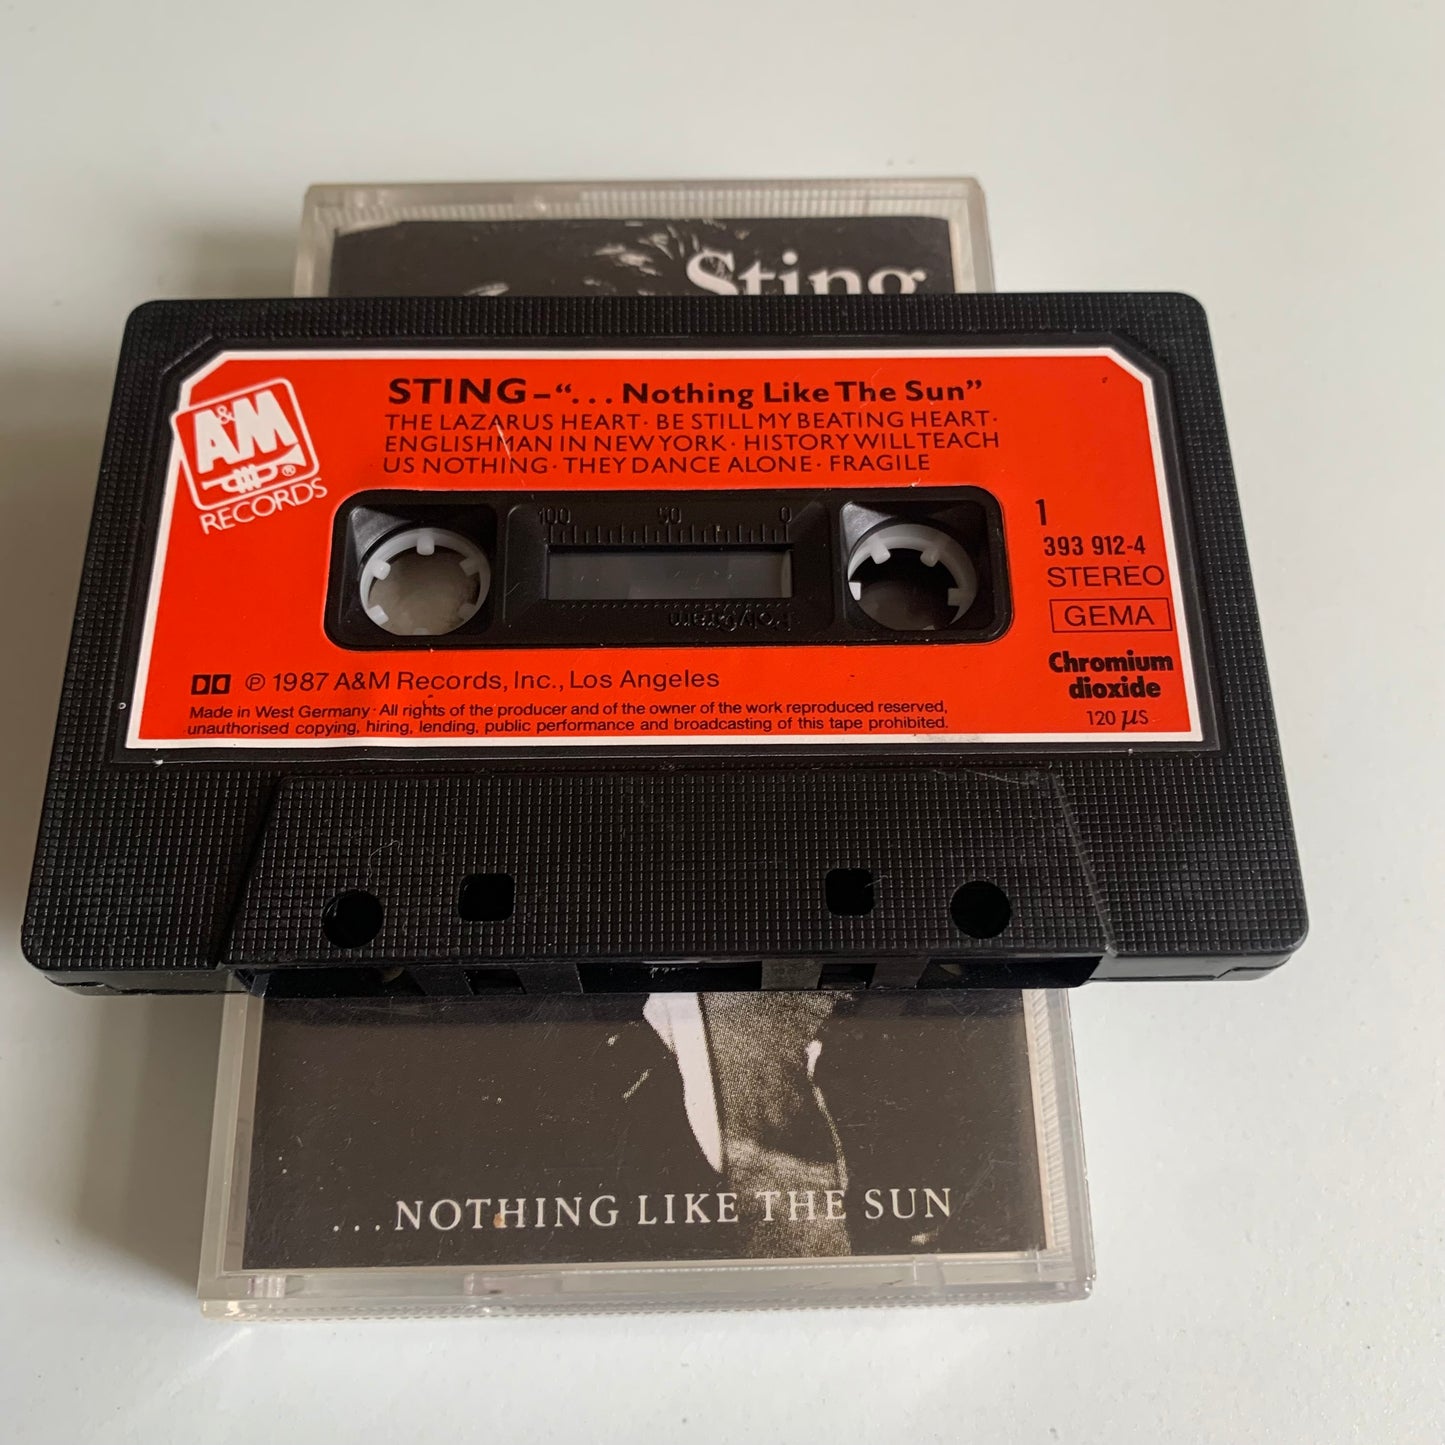 Sting
STING–“...Nothing Like The Sun”
THE LAZARUS HEART · BE STILL MY BEATING HEART ·
ENGLISHMAN IN NEW YORK · HISTORY WILL TEACH
US NOTHING · THEY DANCE ALONE · FRAGILE
A&M
®
RECORDS
100 50 0
PolyGram
1
393 912-4
STEREO
GEMA
Chromium
dioxide
120 µs
℗ 1987 A&M Records, Inc., Los Angeles
Made in West Germany · All rights of the producer and of the owner of the work reproduced reserved,
unauthorised copying, hiring, lending, public performance and broadcasting of this tape prohibited.
...NOTHING LIKE THE SUN